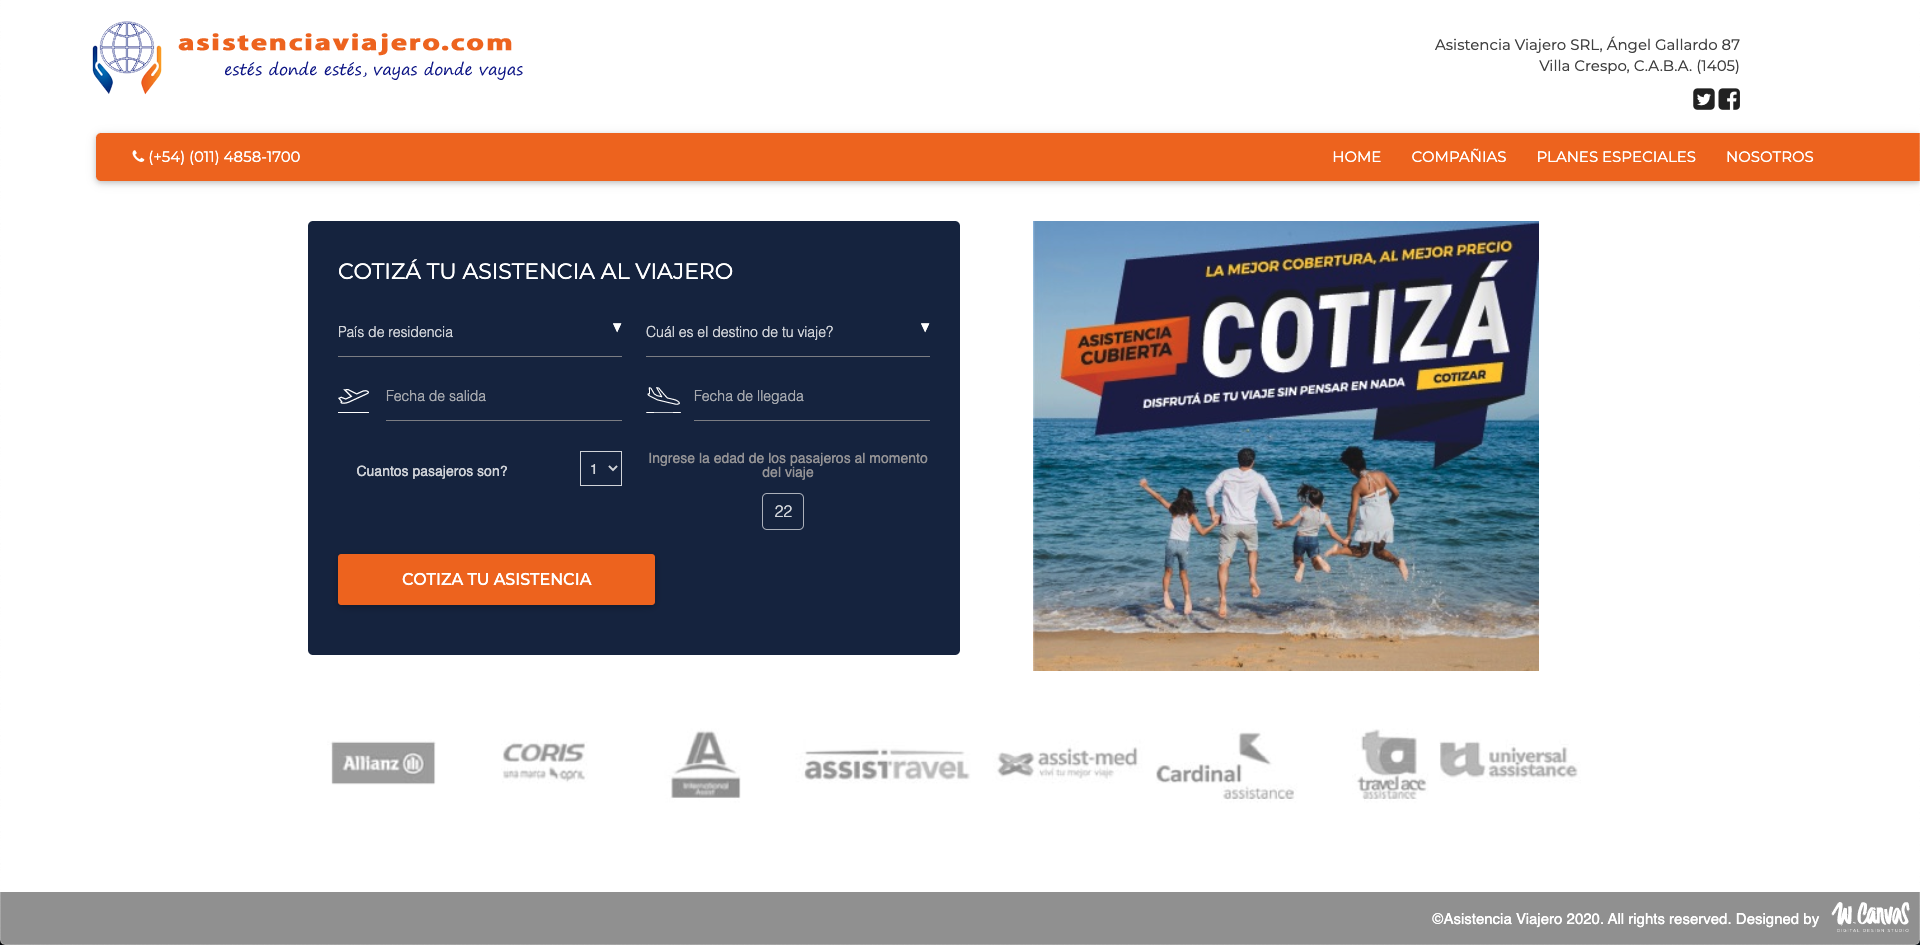 asistenciaviajero.com
estés donde estés, vayas donde vayas
Asistencia Viajero SRL, Ángel Gallardo 87
Villa Crespo, C.A.B.A. (1405)
(+54) (011) 4858-1700
HOME COMPAÑIAS PLANES ESPECIALES NOSOTROS
COTIZÁ TU ASISTENCIA AL VIAJERO
País de residencia
Cuál es el destino de tu viaje?
Fecha de salida
Fecha de llegada
Cuantos pasajeros son?
1
Ingrese la edad de los pasajeros al momento
del viaje
22
COTIZA TU ASISTENCIA
LA MEJOR COBERTURA, AL MEJOR PRECIO
COTIZÁ
ASISTENCIA
CUBIERTA
DISFRUTÁ DE TU VIAJE SIN PENSAR EN NADA
COTIZAR
Allianz
CORIS
una marca april
IA
International
Assist
ASSISTravel
assist-med
viví tu mejor viaje
Cardinal
assistance
ta
travel ace
assistance
ua
universal
assistance
©Asistencia Viajero 2020. All rights reserved. Designed by
W.Canvas
DIGITAL DESIGN STUDIO